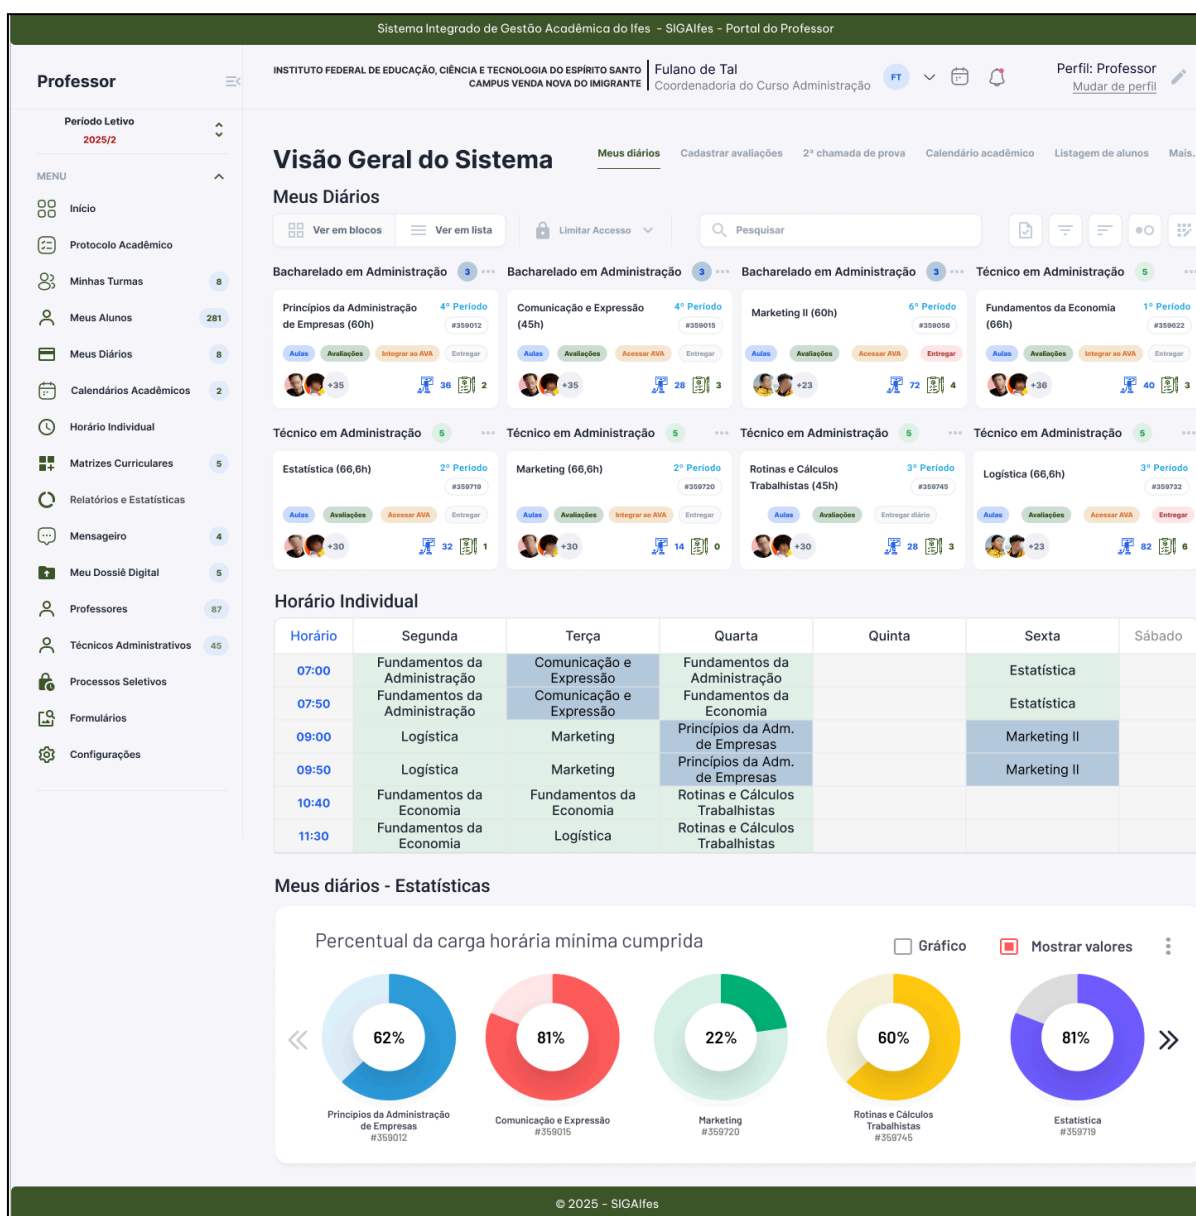 Sistema Integrado de Gestão Acadêmica do Ifes - SIGAIfes - Portal do Professor
Professor
INSTITUTO FEDERAL DE EDUCAÇÃO, CIÊNCIA E TECNOLOGIA DO ESPÍRITO SANTO
CAMPUS VENDA NOVA DO IMIGRANTE
Fulano de Tal
Coordenadoria do Curso Administração
FT
Perfil: Professor
Mudar de perfil
Período Letivo
2025/2
MENU
Início
Protocolo Acadêmico
Minhas Turmas 8
Meus Alunos 281
Meus Diários 8
Calendários Acadêmicos 2
Horário Individual
Matrizes Curriculares 5
Relatórios e Estatísticas
Mensageiro 4
Meu Dossiê Digital 5
Professores 87
Técnicos Administrativos 45
Processos Seletivos
Formulários
Configurações
Visão Geral do Sistema
Meus diários Cadastrar avaliações 2ª chamada de prova Calendário acadêmico Listagem de alunos Mais.
Meus Diários
Ver em blocos Ver em lista Limitar Acesso Pesquisar
Bacharelado em Administração 3
Princípios da Administração
de Empresas (60h)
4º Período
#359012
Aulas Avaliações Integrar ao AVA Entregar
+35 36 2
Bacharelado em Administração 3
Comunicação e Expressão
(45h)
4º Período
#359015
Aulas Avaliações Acessar AVA Entregar
+35 28 3
Bacharelado em Administração 3
Marketing II (60h)
6º Período
#359056
Aulas Avaliações Acessar AVA Entregar
+23 72 4
Técnico em Administração 5
Fundamentos da Economia
(66h)
1º Período
#359622
Aulas Avaliações Integrar ao AVA Entregar
+36 40 3
Técnico em Administração 5
Estatística (66,6h)
2º Período
#359719
Aulas Avaliações Acessar AVA Entregar
+30 32 1
Técnico em Administração 5
Marketing (66,6h)
2º Período
#359720
Aulas Avaliações Integrar ao AVA Entregar
+30 14 0
Técnico em Administração 5
Rotinas e Cálculos
Trabalhistas (45h)
3º Período
#359745
Aulas Avaliações Entregar diário
+30 28 3
Técnico em Administração 5
Logística (66,6h)
3º Período
#359732
Aulas Avaliações Acessar AVA Entregar
+23 82 6
Horário Individual
Horário Segunda Terça Quarta Quinta Sexta Sábado
07:00 Fundamentos da Administração Comunicação e Expressão Fundamentos da Administração Estatística
07:50 Fundamentos da Administração Comunicação e Expressão Fundamentos da Economia Estatística
09:00 Logística Marketing Princípios da Adm. de Empresas Marketing II
09:50 Logística Marketing Princípios da Adm. de Empresas Marketing II
10:40 Fundamentos da Economia Fundamentos da Economia Rotinas e Cálculos Trabalhistas
11:30 Fundamentos da Economia Logística Rotinas e Cálculos Trabalhistas
Meus diários - Estatísticas
Percentual da carga horária mínima cumprida
Gráfico Mostrar valores
62% 81% 22% 60% 81%
Principios da Administração
de Empresas
#359012
Comunicação e Expressão
#359015
Marketing
#359720
Rotinas e Cálculos
Trabalhistas
#359745
Estatística
#359719
© 2025 - SIGAIfes